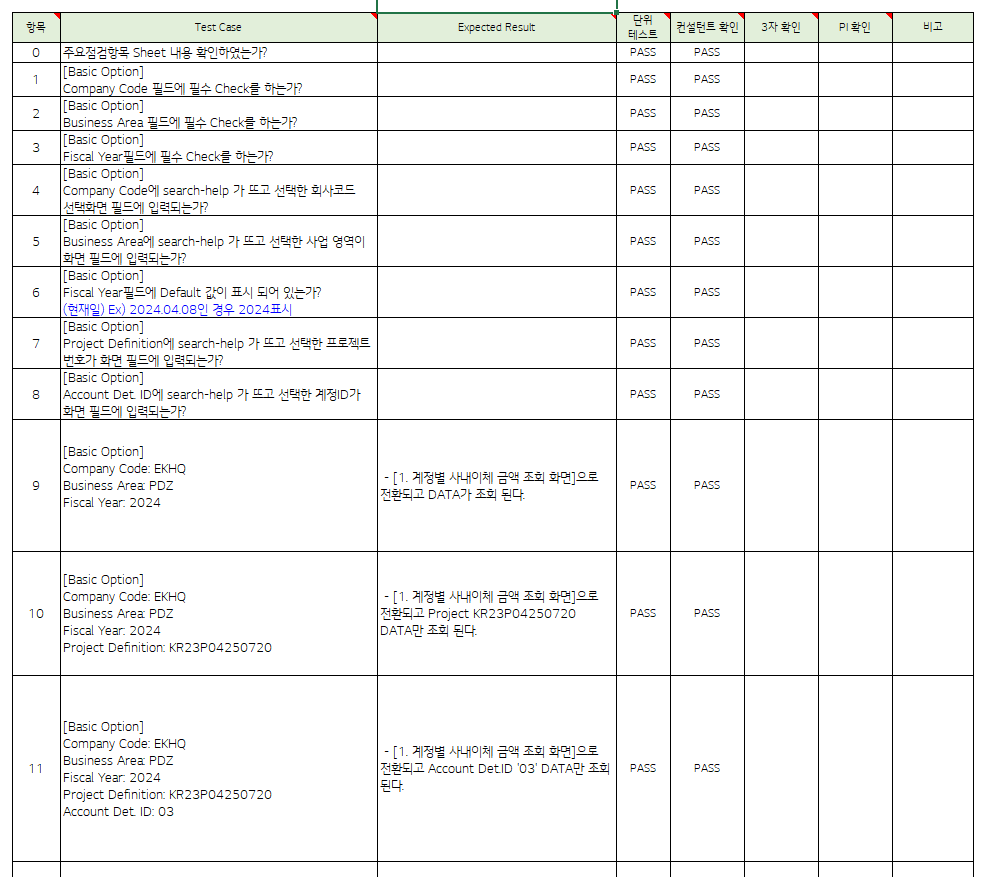 항목 Test Case Expected Result 단위 테스트 컨설턴트 확인 3자 확인 PI 확인 비고
0 주요점검항목 Sheet 내용 확인하였는가? PASS PASS
1 [Basic Option]
Company Code 필드에 필수 Check를 하는가? PASS PASS
2 [Basic Option]
Business Area 필드에 필수 Check를 하는가? PASS PASS
3 [Basic Option]
Fiscal Year필드에 필수 Check를 하는가? PASS PASS
4 [Basic Option]
Company Code에 search-help 가 뜨고 선택한 회사코드
선택화면 필드에 입력되는가? PASS PASS
5 [Basic Option]
Business Area에 search-help 가 뜨고 선택한 사업 영역이
화면 필드에 입력되는가? PASS PASS
6 [Basic Option]
Fiscal Year필드에 Default 값이 표시 되어 있는가?
(현재일) Ex) 2024.04.08인 경우 2024표시 PASS PASS
7 [Basic Option]
Project Definition에 search-help 가 뜨고 선택한 프로젝트
번호가 화면 필드에 입력되는가? PASS PASS
8 [Basic Option]
Account Det. ID에 search-help 가 뜨고 선택한 계정ID가
화면 필드에 입력되는가? PASS PASS
9 [Basic Option]
Company Code: EKHQ
Business Area: PDZ
Fiscal Year: 2024
- [1. 계정별 사내이체 금액 조회 화면]으로
전환되고 DATA가 조회 된다. PASS PASS
10 [Basic Option]
Company Code: EKHQ
Business Area: PDZ
Fiscal Year: 2024
Project Definition: KR23P04250720
- [1. 계정별 사내이체 금액 조회 화면]으로
전환되고 Project KR23P04250720
DATA만 조회 된다. PASS PASS
11 [Basic Option]
Company Code: EKHQ
Business Area: PDZ
Fiscal Year: 2024
Project Definition: KR23P04250720
Account Det. ID: 03
- [1. 계정별 사내이체 금액 조회 화면]으로
전환되고 Account Det.ID '03' DATA만 조회
된다. PASS PASS